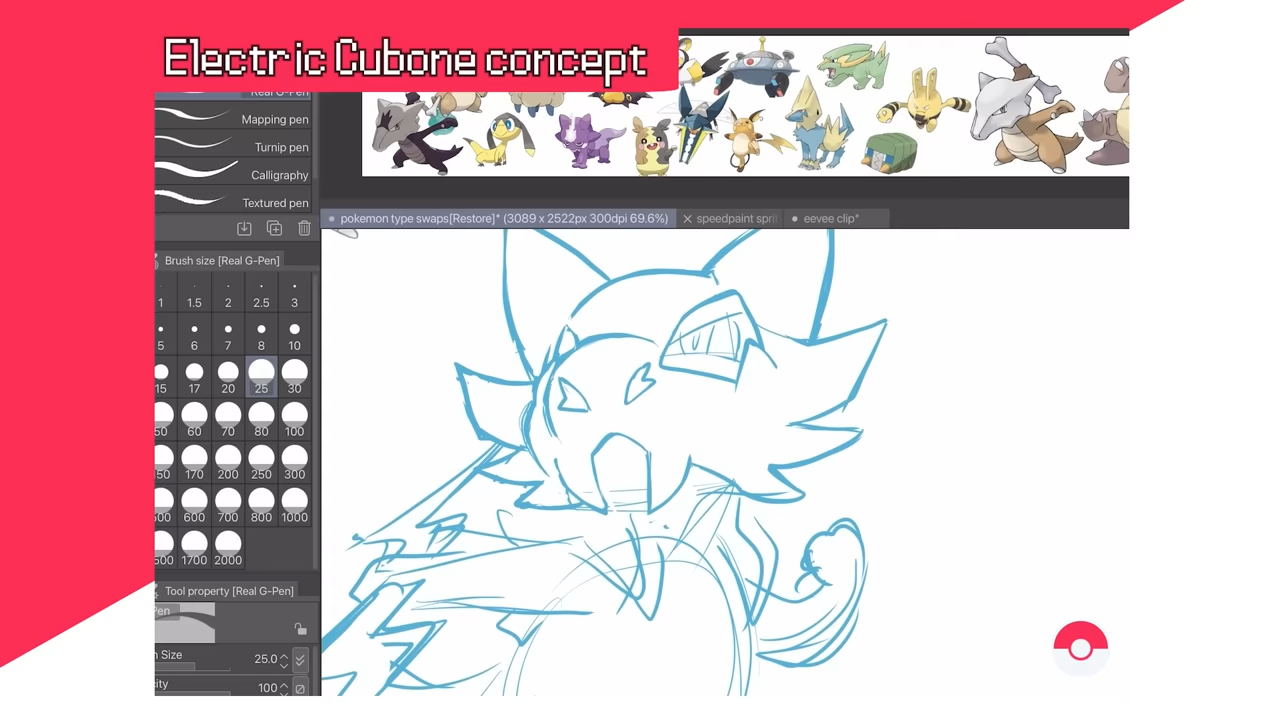 Electric Cubone concept
Real G-Pen
Mapping pen
Turnip pen
Calligraphy
Textured pen
pokemon type swaps[Restore]* (3089 x 2522px 300dpi 69.6%)
speedpaint spri
eevee clip*
Brush size [Real G-Pen]
1 1.5 2 2.5 3
5 6 7 8 10
15 17 20 25 30
50 60 70 80 100
50 170 200 250 300
600 700 800 1000
1700 2000
Tool property [Real G-Pen]
Pen
Size 25.0
100